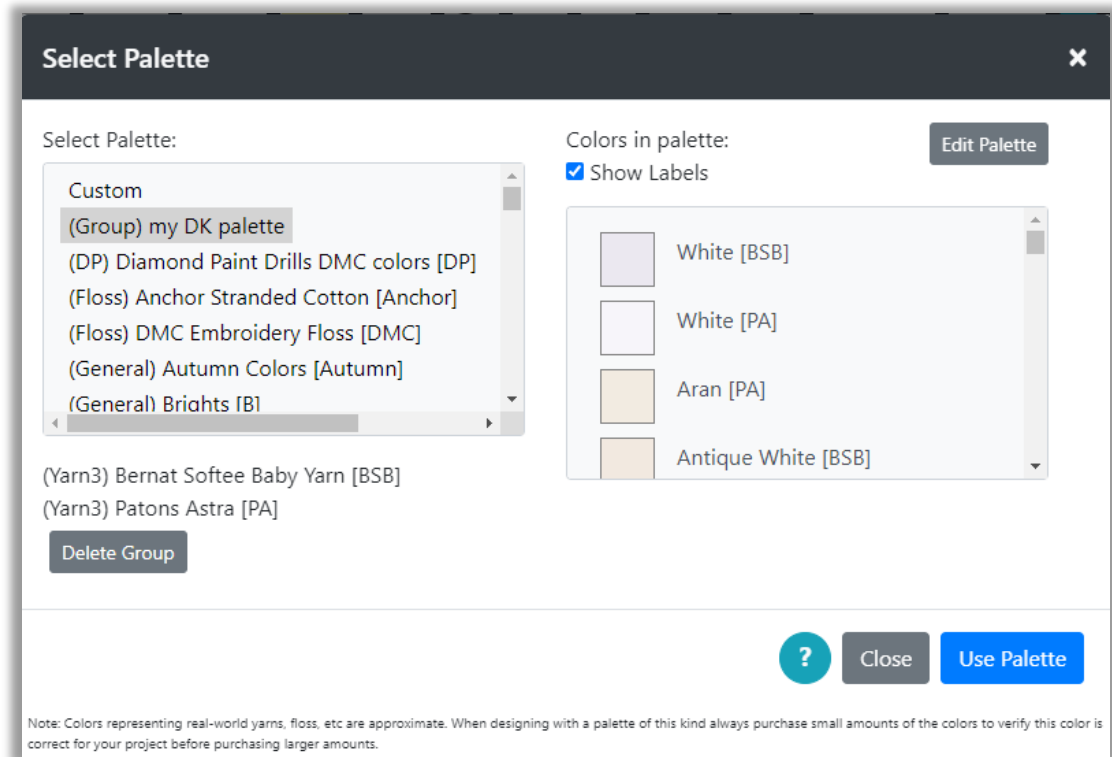 Select Palette
×
Select Palette:
Custom
(Group) my DK palette
(DP) Diamond Paint Drills DMC colors [DP]
(Floss) Anchor Stranded Cotton [Anchor]
(Floss) DMC Embroidery Floss [DMC]
(General) Autumn Colors [Autumn]
(General) Brights [B]
(Yarn3) Bernat Softee Baby Yarn [BSB]
(Yarn3) Patons Astra [PA]
Delete Group
Colors in palette:
Edit Palette
Show Labels
White [BSB]
White [PA]
Aran [PA]
Antique White [BSB]
?
Close
Use Palette
Note: Colors representing real-world yarns, floss, etc are approximate. When designing with a palette of this kind always purchase small amounts of the colors to verify this color is
correct for your project before purchasing larger amounts.